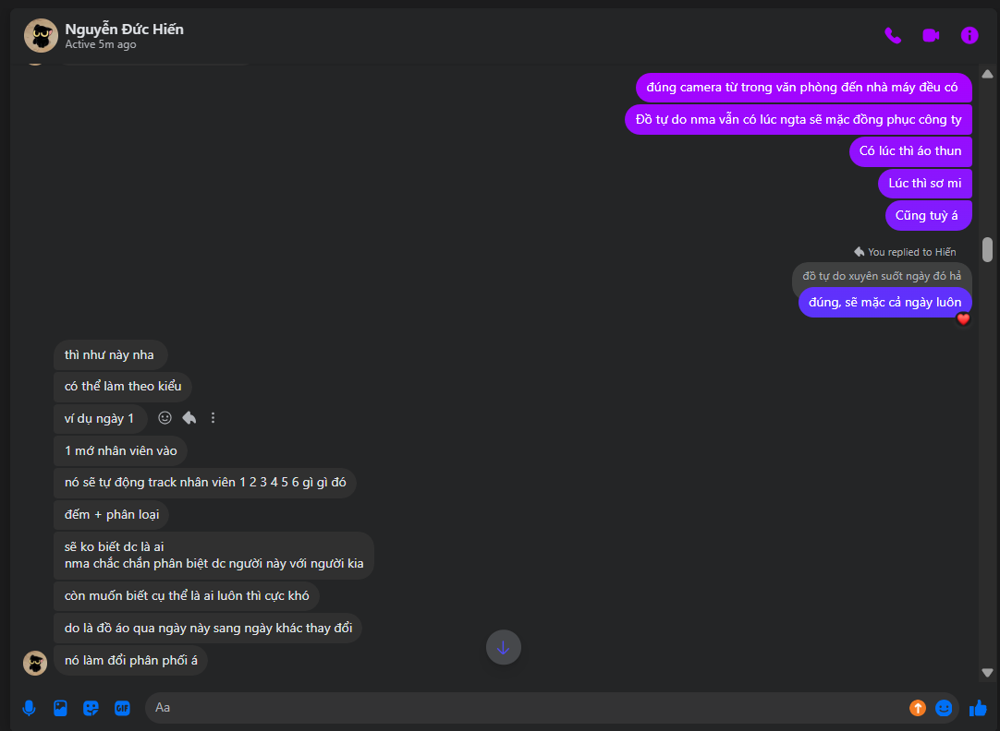 Nguyễn Đức Hiến
Active 5m ago
đúng camera từ trong văn phòng đến nhà máy đều có
Đồ tự do nma vẫn có lúc ngta sẽ mặc đồng phục công ty
Có lúc thì áo thun
Lúc thì sơ mi
Cũng tuỳ á
You replied to Hiến
đồ tự do xuyên suốt ngày đó hả
đúng, sẽ mặc cả ngày luôn
thì như này nha
có thể làm theo kiểu
ví dụ ngày 1
1 mớ nhân viên vào
nó sẽ tự động track nhân viên 1 2 3 4 5 6 gì gì đó
đếm + phân loại
sẽ ko biết dc là ai
nma chắc chắn phân biệt dc người này với người kia
còn muốn biết cụ thể là ai luôn thì cực khó
do là đồ áo qua ngày này sang ngày khác thay đổi
nó làm đổi phân phối á
GIF
Aa